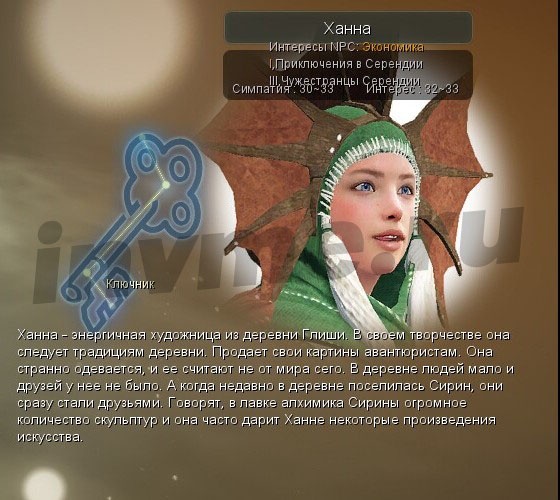 Ханна
Интересы NPC: Экономика
I,Приключения в Серендии
III,Чужестранцы Серендии
Симпатия : 30~33 Интерес : 32~33
invme.ru
Ключник
Ханна - энергичная художница из деревни Глиши. В своем творчестве она
следует традициям деревни. Продает свои картины авантюристам. Она
странно одевается, и ее считают не от мира сего. В деревне людей мало и
друзей у нее не было. А когда недавно в деревне поселилась Сирин, они
сразу стали друзьями. Говорят, в лавке алхимика Сирины огромное
количество скульптур и она часто дарит Ханне некоторые произведения
искусства.